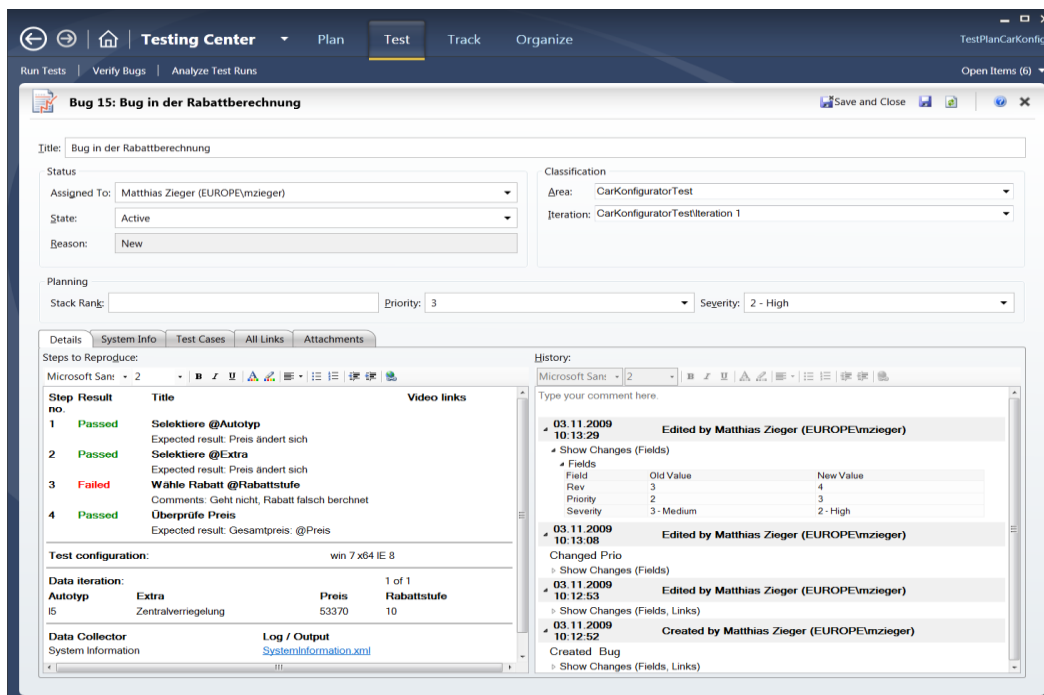 Testing Center Plan Test Track Organize TestPlanCarKonfig
Run Tests Verify Bugs Analyze Test Runs Open Items (6)
Bug 15: Bug in der Rabattberechnung Save and Close
Title: Bug in der Rabattberechnung
Status Classification
Assigned To: Matthias Zieger (EUROPE\mzieger) Area: CarKonfiguratorTest
State: Active Iteration: CarKonfiguratorTest\Iteration 1
Reason: New
Planning
Stack Rank: Priority: 3 Severity: 2 - High
Details System Info Test Cases All Links Attachments
Steps to Reproduce:
Microsoft Sans 2 B I U A
Step no. Result Title Video links
1 Passed Selektiere @Autotyp
Expected result: Preis ändert sich
2 Passed Selektiere @Extra
Expected result: Preis ändert sich
3 Failed Wähle Rabatt @Rabattstufe
Comments: Geht nicht, Rabatt falsch berchnet
4 Passed Überprüfe Preis
Expected result: Gesamtpreis: @Preis
Test configuration: win 7 x64 IE 8
Data iteration: 1 of 1
Autotyp Extra Preis Rabattstufe
I5 Zentralverriegelung 53370 10
Data Collector Log / Output
System Information SystemInformation.xml
History:
Microsoft Sans 2 B I U A
Type your comment here.
03.11.2009 10:13:29 Edited by Matthias Zieger (EUROPE\mzieger)
Show Changes (Fields)
Fields
Field Old Value New Value
Rev 3 4
Priority 2 3
Severity 3 - Medium 2 - High
03.11.2009 10:13:08 Edited by Matthias Zieger (EUROPE\mzieger)
Changed Prio
Show Changes (Fields)
03.11.2009 10:12:53 Edited by Matthias Zieger (EUROPE\mzieger)
Show Changes (Fields, Links)
03.11.2009 10:12:52 Created by Matthias Zieger (EUROPE\mzieger)
Created Bug
Show Changes (Fields, Links)